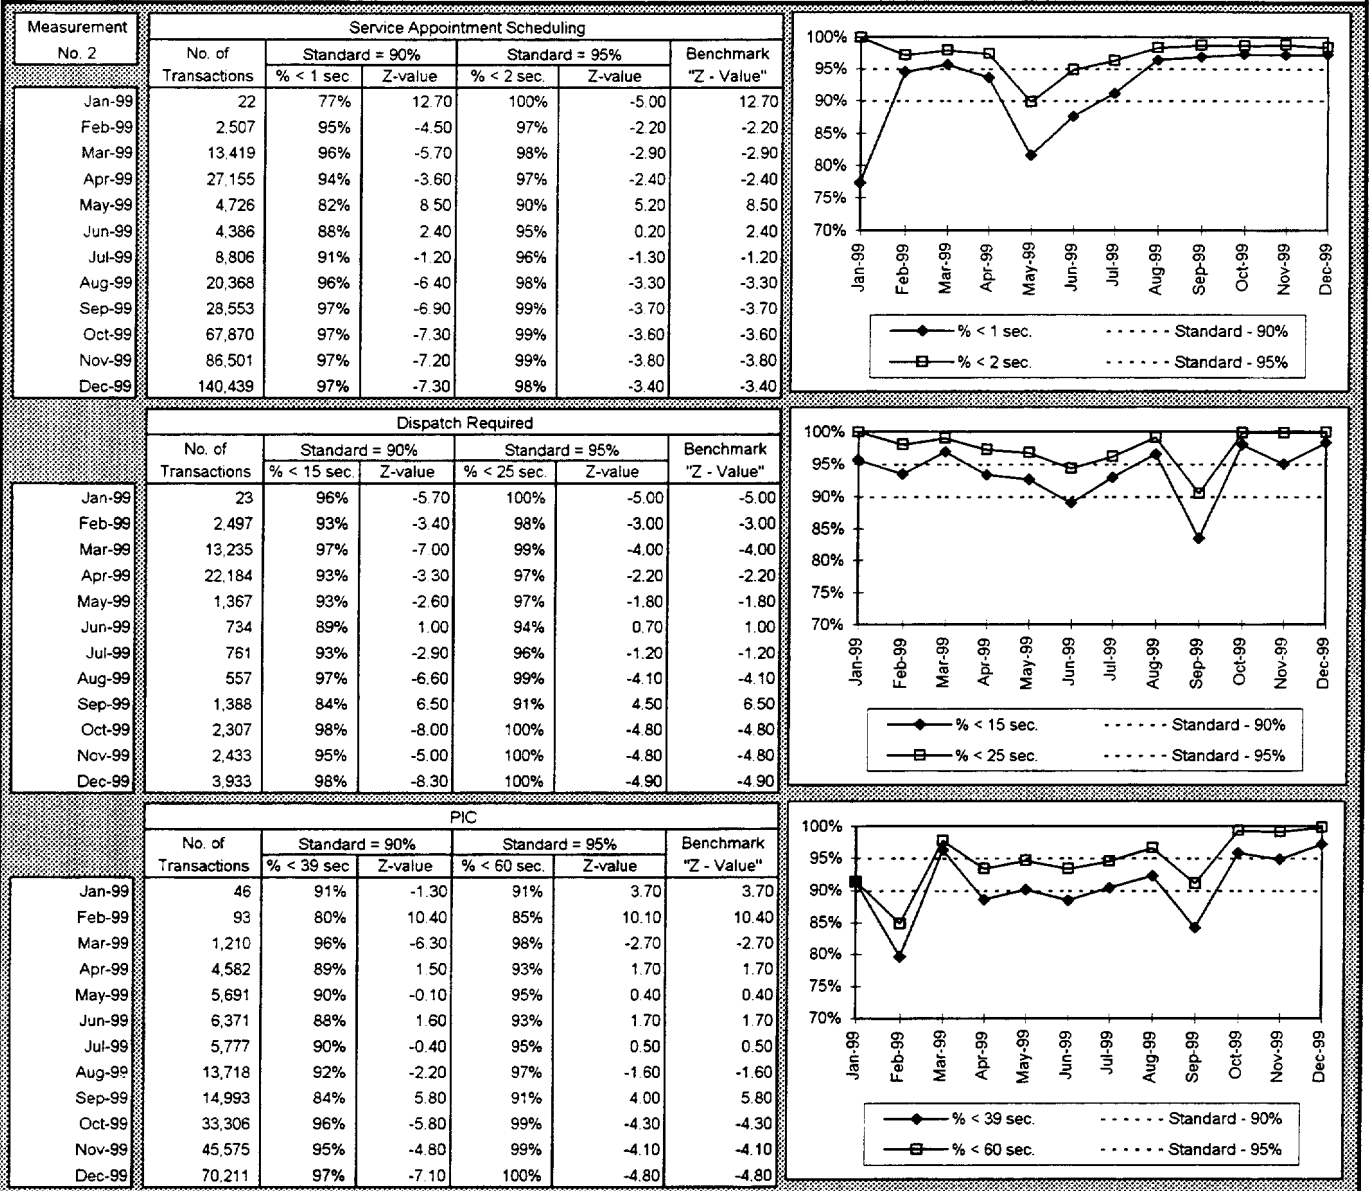 Measurement
No. 2
Service Appointment Scheduling
No. of Standard = 90% Standard = 95% Benchmark
Transactions % < 1 sec. Z-value % < 2 sec. Z-value "Z - Value"
Jan-99 22 77% 12.70 100% -5.00 12.70
Feb-99 2,507 95% -4.50 97% -2.20 -2.20
Mar-99 13,419 96% -5.70 98% -2.90 -2.90
Apr-99 27,155 94% -3.60 97% -2.40 -2.40
May-99 4,726 82% 8.50 90% 5.20 8.50
Jun-99 4,386 88% 2.40 95% 0.20 2.40
Jul-99 8,806 91% -1.20 96% -1.30 -1.20
Aug-99 20,368 96% -6.40 98% -3.30 -3.30
Sep-99 28,553 97% -6.90 99% -3.70 -3.70
Oct-99 67,870 97% -7.30 99% -3.60 -3.60
Nov-99 86,501 97% -7.20 99% -3.80 -3.80
Dec-99 140,439 97% -7.30 98% -3.40 -3.40
100%
95%
90%
85%
80%
75%
70%
Jan-99 Feb-99 Mar-99 Apr-99 May-99 Jun-99 Jul-99 Aug-99 Sep-99 Oct-99 Nov-99 Dec-99
% < 1 sec. Standard - 90%
% < 2 sec. Standard - 95%
Dispatch Required
No. of Standard = 90% Standard = 95% Benchmark
Transactions % < 15 sec. Z-value % < 25 sec. Z-value "Z - Value"
Jan-99 23 96% -5.70 100% -5.00 -5.00
Feb-99 2,497 93% -3.40 98% -3.00 -3.00
Mar-99 13,235 97% -7.00 99% -4.00 -4.00
Apr-99 22,184 93% -3.30 97% -2.20 -2.20
May-99 1,367 93% -2.60 97% -1.80 -1.80
Jun-99 734 89% 1.00 94% 0.70 1.00
Jul-99 761 93% -2.90 96% -1.20 -1.20
Aug-99 557 97% -6.60 99% -4.10 -4.10
Sep-99 1,388 84% 6.50 91% 4.50 6.50
Oct-99 2,307 98% -8.00 100% -4.80 -4.80
Nov-99 2,433 95% -5.00 100% -4.80 -4.80
Dec-99 3,933 98% -8.30 100% -4.90 -4.90
100%
95%
90%
85%
80%
75%
70%
Jan-99 Feb-99 Mar-99 Apr-99 May-99 Jun-99 Jul-99 Aug-99 Sep-99 Oct-99 Nov-99 Dec-99
% < 15 sec. Standard - 90%
% < 25 sec. Standard - 95%
PIC
No. of Standard = 90% Standard = 95% Benchmark
Transactions % < 39 sec Z-value % < 60 sec. Z-value "Z - Value"
Jan-99 46 91% -1.30 91% 3.70 3.70
Feb-99 93 80% 10.40 85% 10.10 10.40
Mar-99 1,210 96% -6.30 98% -2.70 -2.70
Apr-99 4,582 89% 1.50 93% 1.70 1.70
May-99 5,691 90% -0.10 95% 0.40 0.40
Jun-99 6,371 88% 1.60 93% 1.70 1.70
Jul-99 5,777 90% -0.40 95% 0.50 0.50
Aug-99 13,718 92% -2.20 97% -1.60 -1.60
Sep-99 14,993 84% 5.80 91% 4.00 5.80
Oct-99 33,306 96% -5.80 99% -4.30 -4.30
Nov-99 45,575 95% -4.80 99% -4.10 -4.10
Dec-99 70,211 97% -7.10 100% -4.80 -4.80
100%
95%
90%
85%
80%
75%
70%
Jan-99 Feb-99 Mar-99 Apr-99 May-99 Jun-99 Jul-99 Aug-99 Sep-99 Oct-99 Nov-99 Dec-99
% < 39 sec. Standard - 90%
% < 60 sec. Standard - 95%